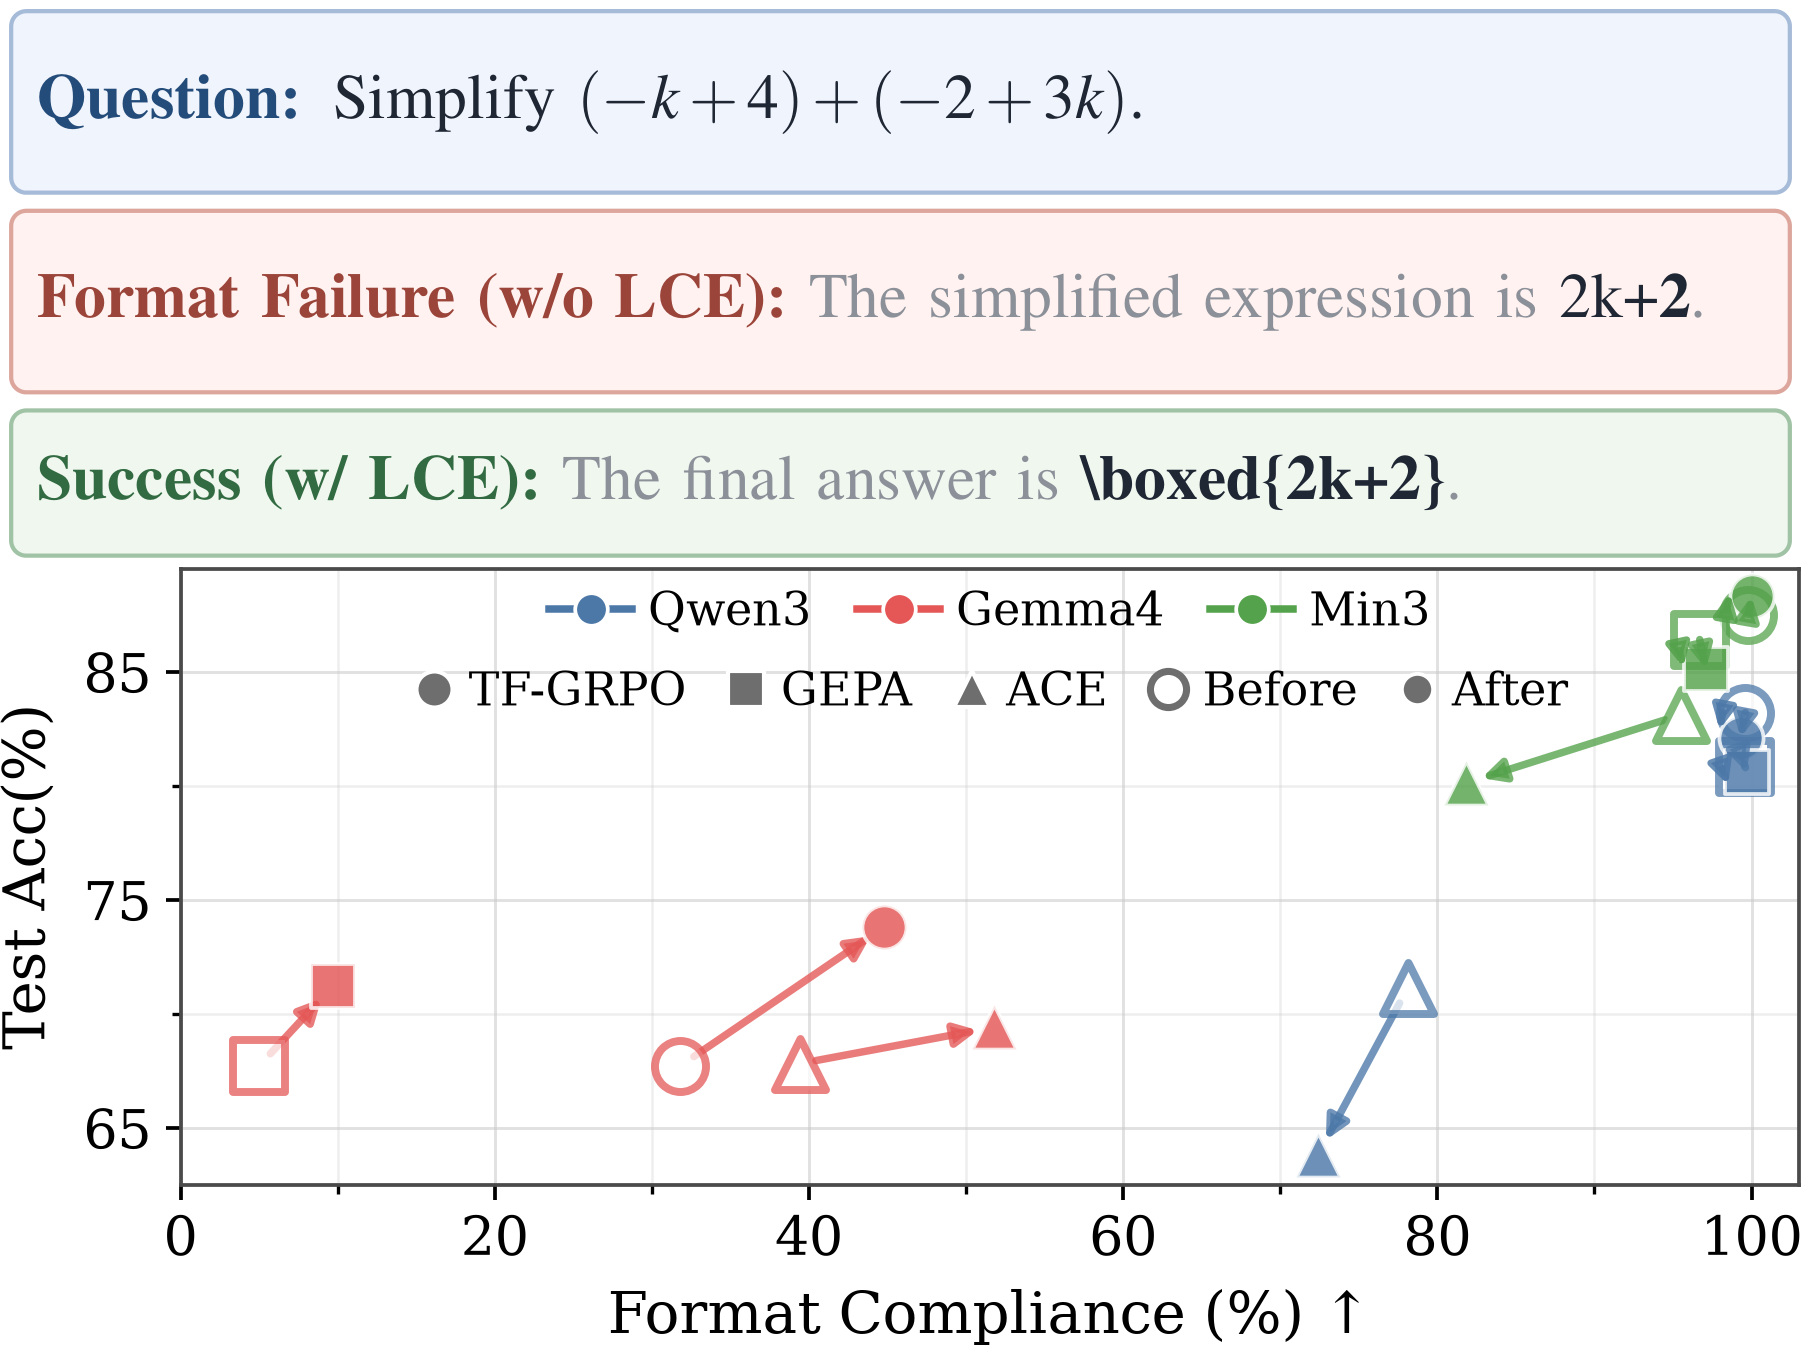 Question: Simplify (−k+4)+(−2+3k).
Format Failure (w/o LCE): The simplified expression is 2k+2.
Success (w/ LCE): The final answer is \boxed{2k+2}.
Qwen3 Gemma4 Min3
TF-GRPO GEPA ACE Before After
85
75
65
Test Acc(%)
0 20 40 60 80 100
Format Compliance (%) ↑